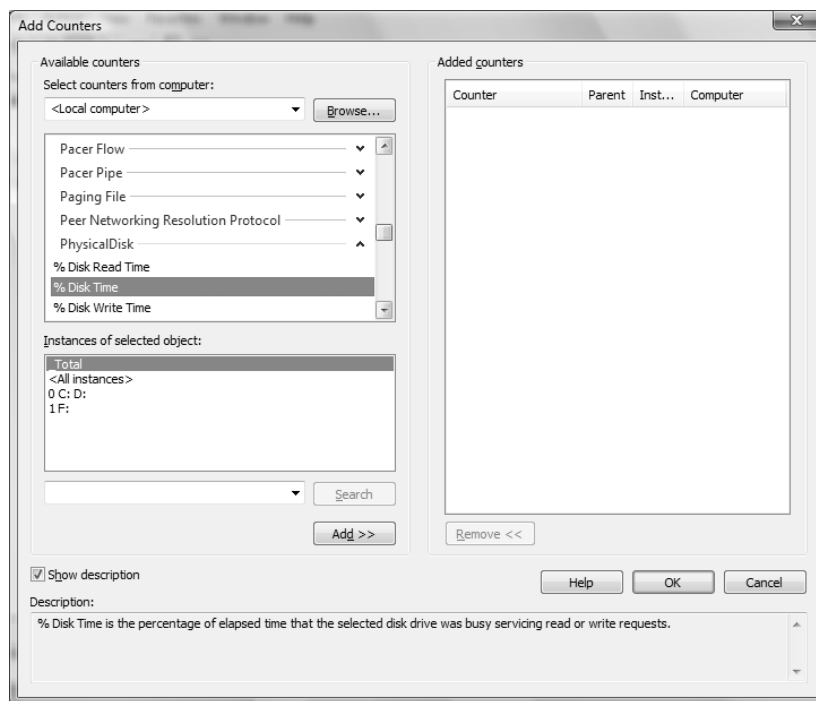 Add Counters
Available counters
Select counters from computer:
<Local computer>
Browse...
Pacer Flow
Pacer Pipe
Paging File
Peer Networking Resolution Protocol
PhysicalDisk
% Disk Read Time
% Disk Time
% Disk Write Time
Instances of selected object:
_Total
<All instances>
0 C: D:
1 F:
Search
Add >>
Added counters
Counter Parent Inst... Computer
Remove <<
Show description
Help OK Cancel
Description:
% Disk Time is the percentage of elapsed time that the selected disk drive was busy servicing read or write requests.